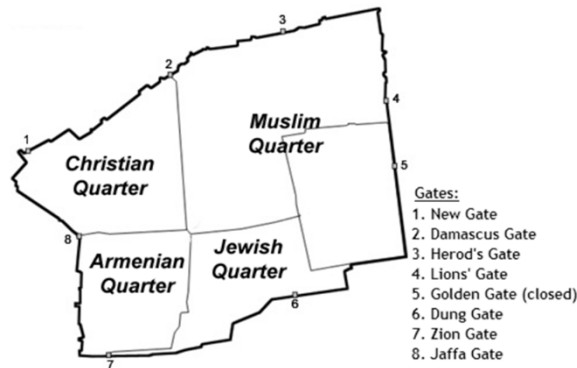 3
2
4
Muslim
Quarter
1
Christian
Quarter
5
Gates:
1. New Gate
2. Damascus Gate
3. Herod's Gate
4. Lions' Gate
5. Golden Gate (closed)
6. Dung Gate
7. Zion Gate
8. Jaffa Gate
8
Armenian
Quarter
Jewish
Quarter
6
7